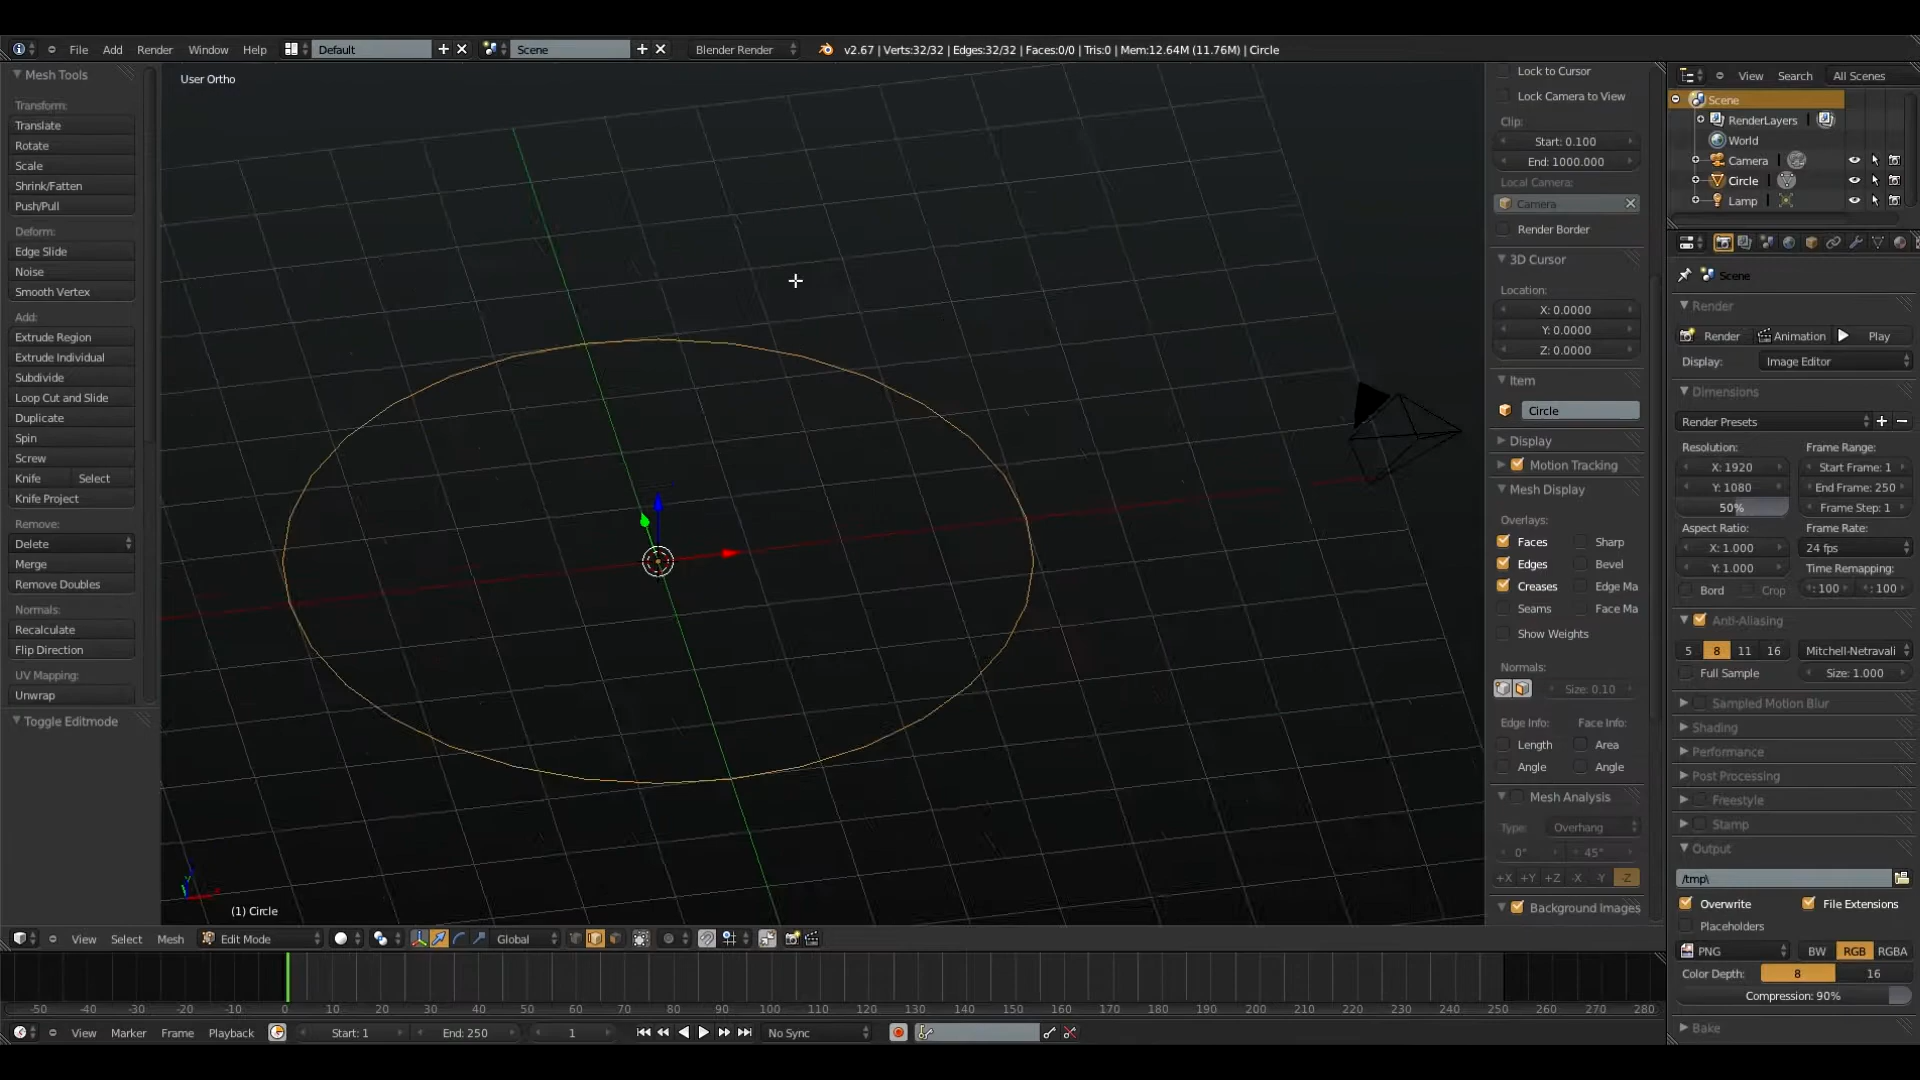 File Add Render Window Help Default Scene Blender Render v2.67 | Verts:32/32 | Edges:32/32 | Faces:0/0 | Tris:0 | Mem:12.64M (11.76M) | Circle
Mesh Tools
Transform:
Translate
Rotate
Scale
Shrink/Fatten
Push/Pull
Deform:
Edge Slide
Noise
Smooth Vertex
Add:
Extrude Region
Extrude Individual
Subdivide
Loop Cut and Slide
Duplicate
Spin
Screw
Knife Select
Knife Project
Remove:
Delete
Merge
Remove Doubles
Normals:
Recalculate
Flip Direction
UV Mapping:
Unwrap
Toggle Editmode
User Ortho
(1) Circle
Lock to Cursor
Lock Camera to View
Clip:
Start: 0.100
End: 1000.000
Local Camera:
Camera
Render Border
3D Cursor
Location:
X: 0.0000
Y: 0.0000
Z: 0.0000
Item
Circle
Display
Motion Tracking
Mesh Display
Overlays:
Faces Sharp
Edges Bevel
Creases Edge Ma
Seams Face Ma
Show Weights
Normals:
Size: 0.10
Edge Info: Face Info:
Length Area
Angle Angle
Mesh Analysis
Type: Overhang
0° 45°
+X +Y +Z -X -Y -Z
Background Images
View Search All Scenes
Scene
RenderLayers
World
Camera
Circle
Lamp
Scene
Render
Render Animation Play
Display: Image Editor
Dimensions
Render Presets
Resolution: Frame Range:
X: 1920 Start Frame: 1
Y: 1080 End Frame: 250
50% Frame Step: 1
Aspect Ratio: Frame Rate:
X: 1.000 24 fps
Y: 1.000 Time Remapping:
Bord Crop : 100 : 100
Anti-Aliasing
5 8 11 16 Mitchell-Netravali
Full Sample Size: 1.000
Sampled Motion Blur
Shading
Performance
Post Processing
Freestyle
Stamp
Output
/tmp\
Overwrite File Extensions
Placeholders
PNG BW RGB RGBA
Color Depth: 8 16
Compression: 90%
Bake
View Select Mesh Edit Mode Global
-50 -40 -30 -20 -10 0 10 20 30 40 50 60 70 80 90 100 110 120 130 140 150 160 170 180 190 200 210 220 230 240 250 260 270 280
View Marker Frame Playback Start: 1 End: 250 1 No Sync